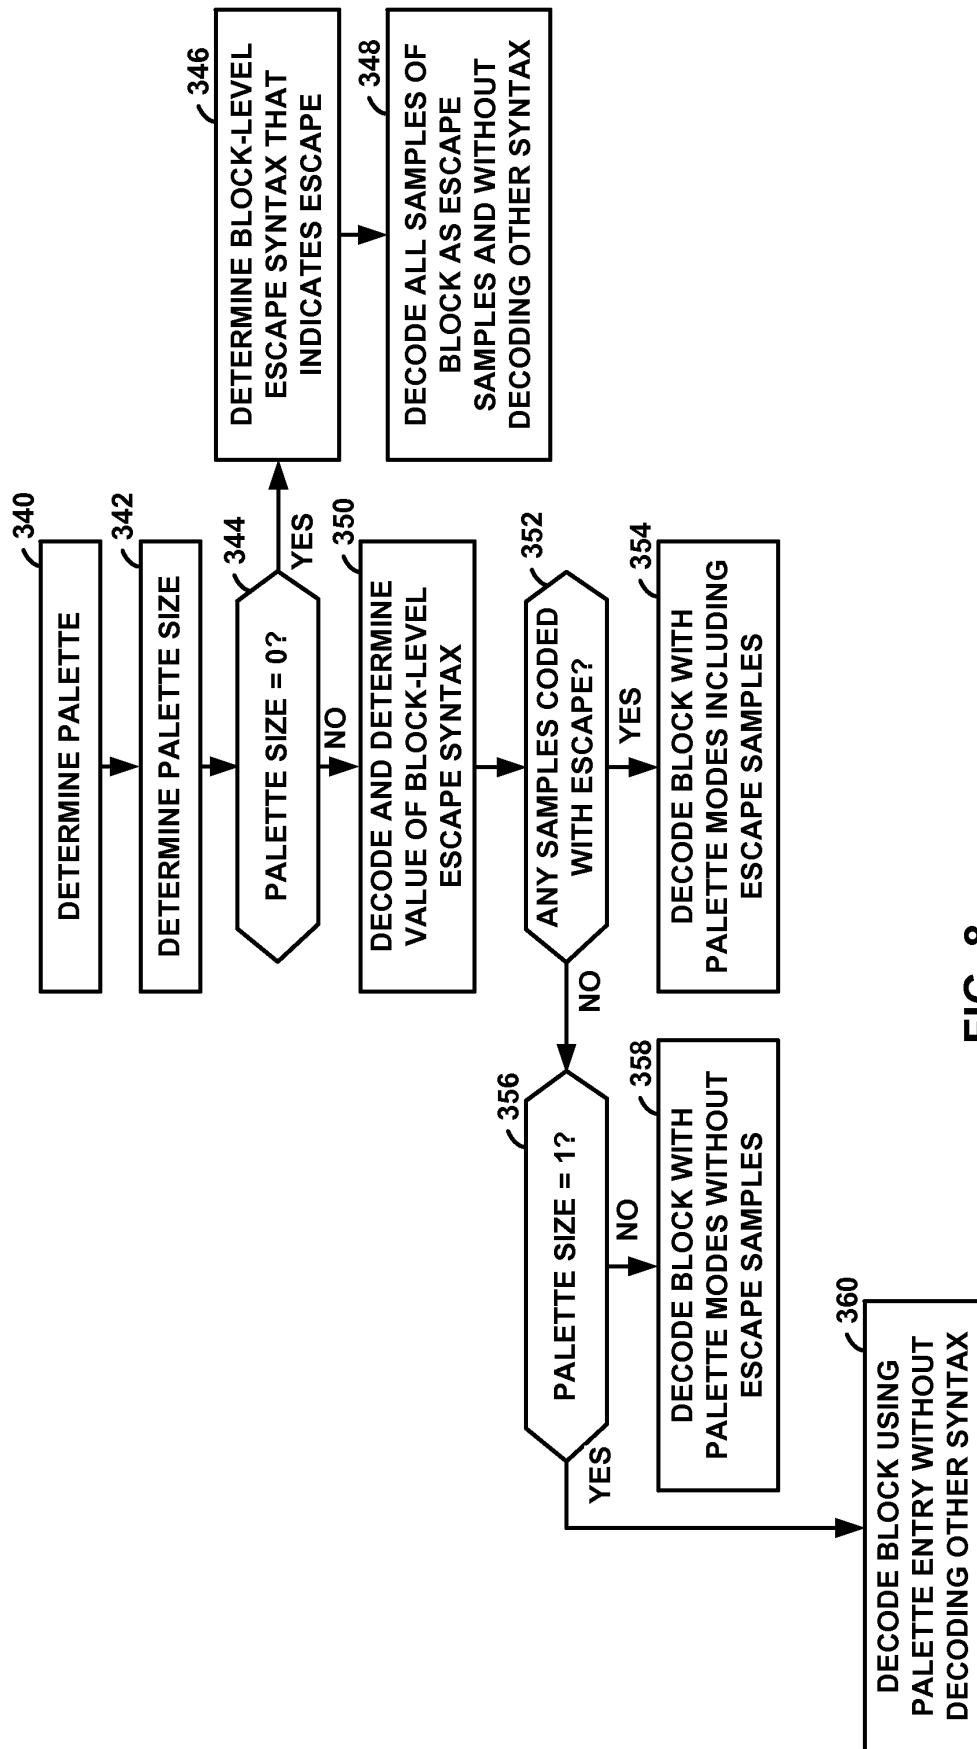 340
DETERMINE PALETTE
342
DETERMINE PALETTE SIZE
344
PALETTE SIZE = 0?
YES
346
DETERMINE BLOCK-LEVEL
ESCAPE SYNTAX THAT
INDICATES ESCAPE
348
DECODE ALL SAMPLES OF
BLOCK AS ESCAPE
SAMPLES AND WITHOUT
DECODING OTHER SYNTAX
NO
350
DECODE AND DETERMINE
VALUE OF BLOCK-LEVEL
ESCAPE SYNTAX
352
ANY SAMPLES CODED
WITH ESCAPE?
YES
354
DECODE BLOCK WITH
PALETTE MODES INCLUDING
ESCAPE SAMPLES
NO
356
PALETTE SIZE = 1?
NO
358
DECODE BLOCK WITH
PALETTE MODES WITHOUT
ESCAPE SAMPLES
YES
360
DECODE BLOCK USING
PALETTE ENTRY WITHOUT
DECODING OTHER SYNTAX
FIG. 8